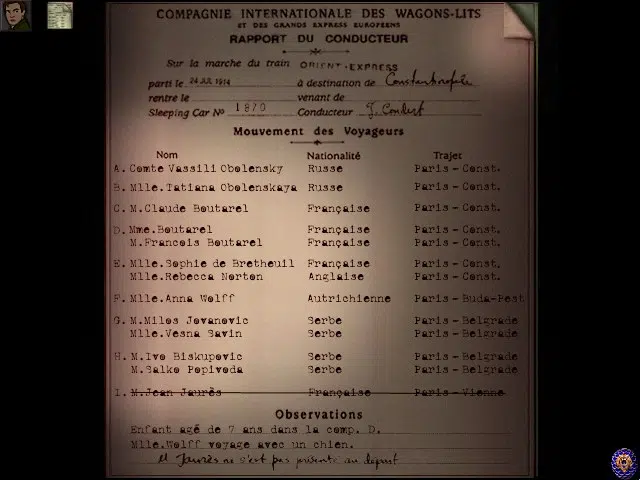 COMPAGNIE INTERNATIONALE DES WAGONS-LITS
ET DES GRANDS EXPRESS EUROPÉENS
RAPPORT DU CONDUCTEUR
Sur la marche du train ORIENT-EXPRESS
parti le 24 JUL 1914 à destination de Constantinople
rentre le venant de
Sleeping Car Nº 1870 Conducteur J. Condert
Mouvement des Voyageurs
Nom Nationalité Trajet
A. Comte Vassili Obolensky Russe Paris-Const.
B. Mlle. Tatiana Obolenskaya Russe Paris-Const.
C. M. Claude Boutarel Française Paris-Const.
D. Mme. Boutarel Française Paris-Const.
M. Francois Boutarel Française Paris-Const.
E. Mlle. Sophie de Bretheuil Française Paris-Const.
Mlle. Rebecca Norton Anglaise Paris-Const.
F. Mlle. Anna Wolff Autrichienne Paris-Buda-Pest
G. M. Milos Jovanovic Serbe Paris-Belgrade
Mlle. Vesna Savin Serbe Paris-Belgrade
H. M. Ivo Biskupovic Serbe Paris-Belgrade
M. Salko Popivoda Serbe Paris-Belgrade
I. M. Jean Jaurès Française Paris-Vienne
Observations
Enfant agé de 7 ans dans la comp. D.
Mlle. Wolff voyage avec un chien.
M Jaurès ne s'est pas présenté au départ